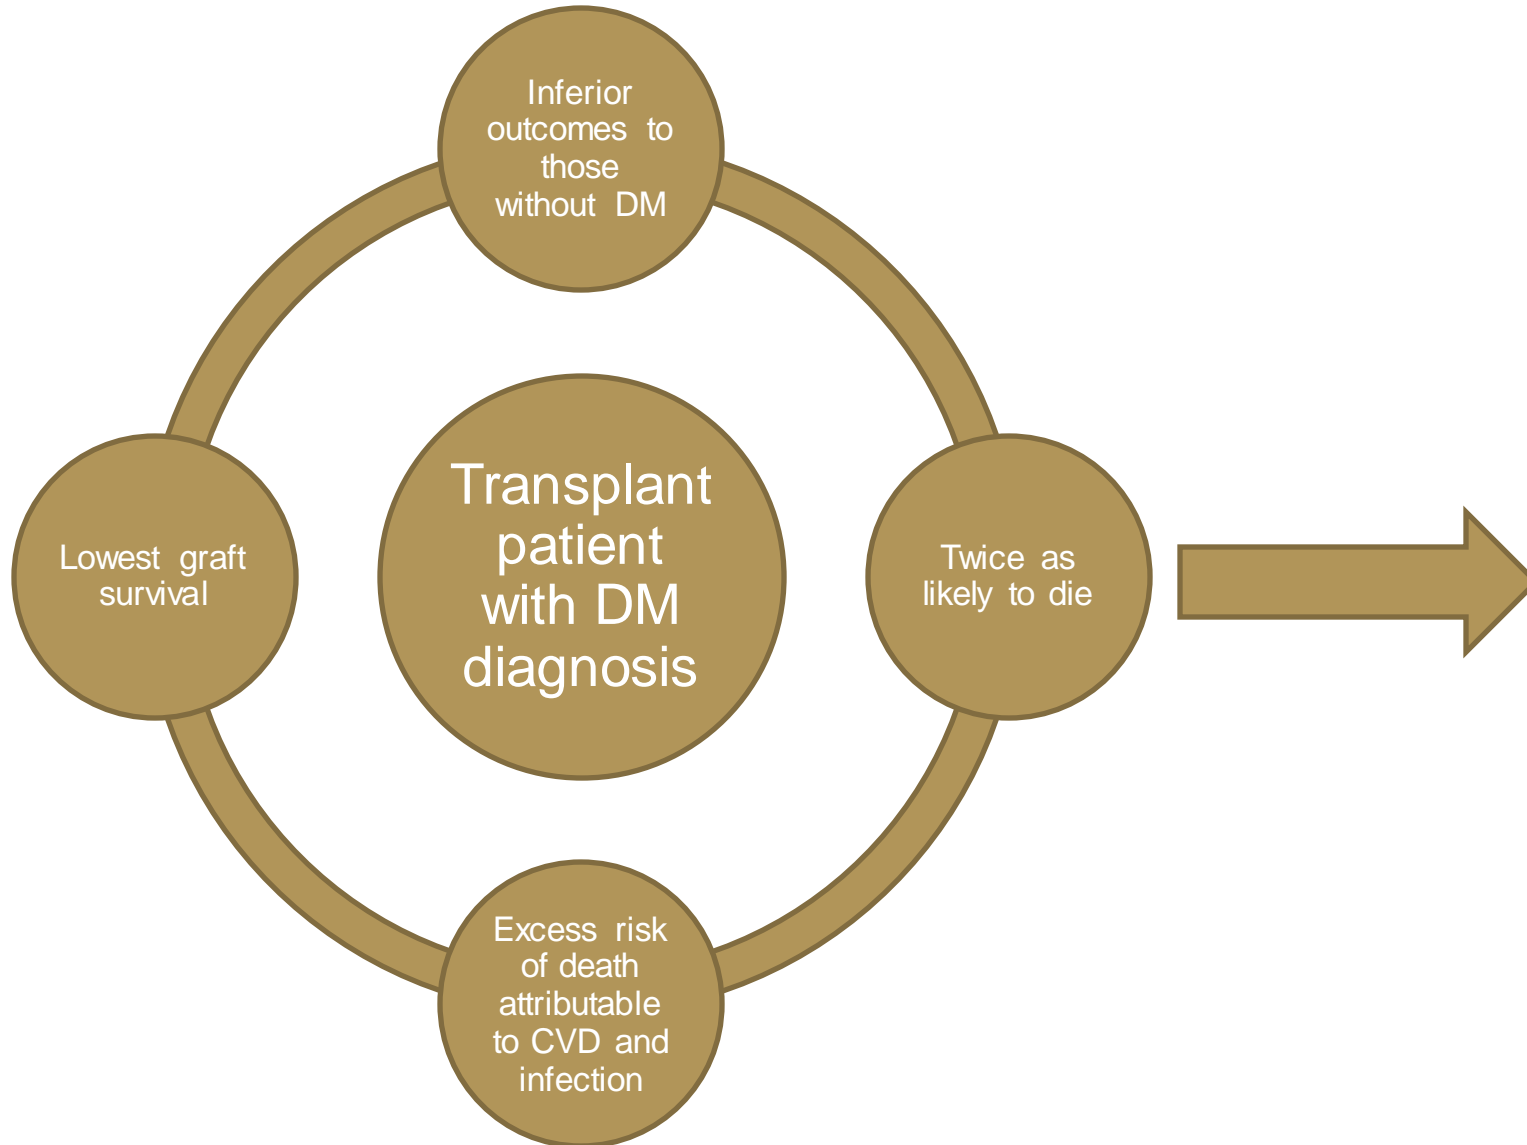 Inferior
outcomes to
those
without DM
Lowest graft
survival
Transplant
patient
with DM
diagnosis
Twice as
likely to die
Excess risk
of death
attributable
to CVD and
infection